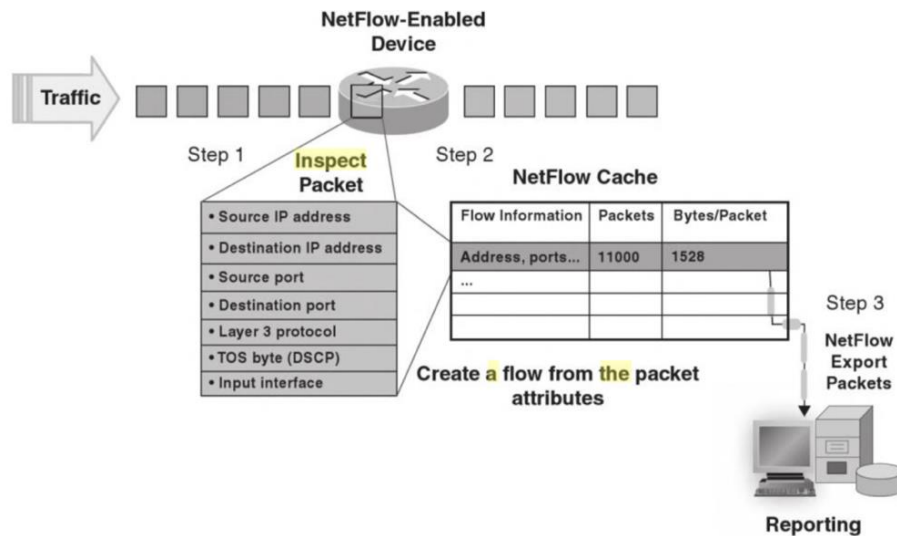 NetFlow-Enabled
Device
Traffic
Step 1
Inspect
Packet
Step 2
• Source IP address
• Destination IP address
• Source port
• Destination port
• Layer 3 protocol
• TOS byte (DSCP)
• Input interface
NetFlow Cache
Flow Information Packets Bytes/Packet
Address, ports... 11000 1528
...
Create a flow from the packet
attributes
Step 3
NetFlow
Export
Packets
Reporting